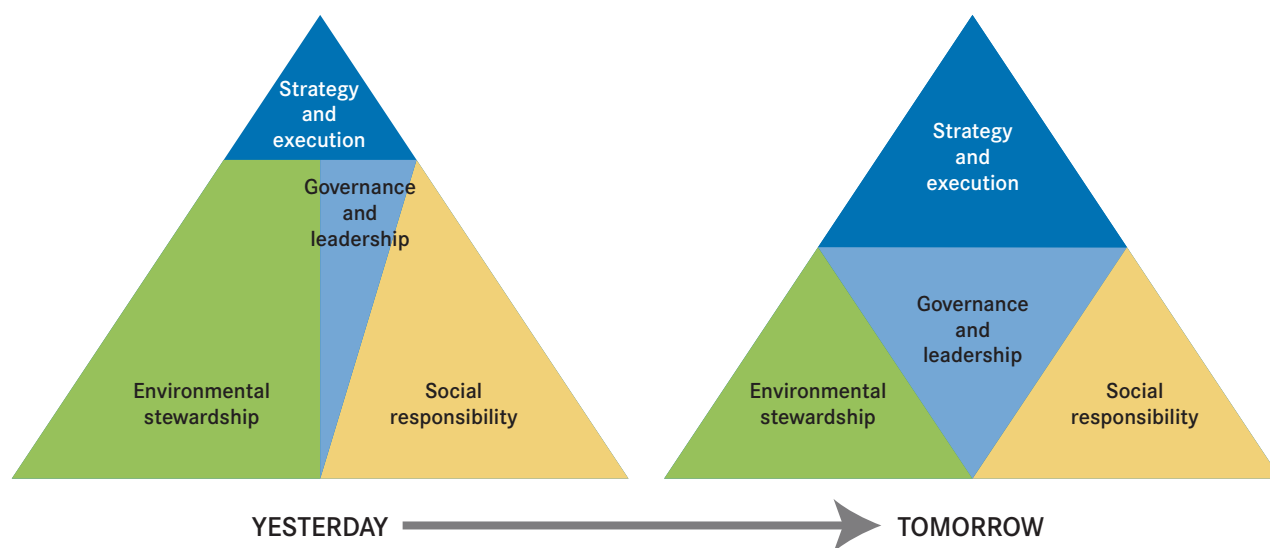 Strategy
and
execution
Governance
and
leadership
Environmental
stewardship
Social
responsibility
Strategy
and
execution
Governance
and
leadership
Environmental
stewardship
Social
responsibility
YESTERDAY
TOMORROW